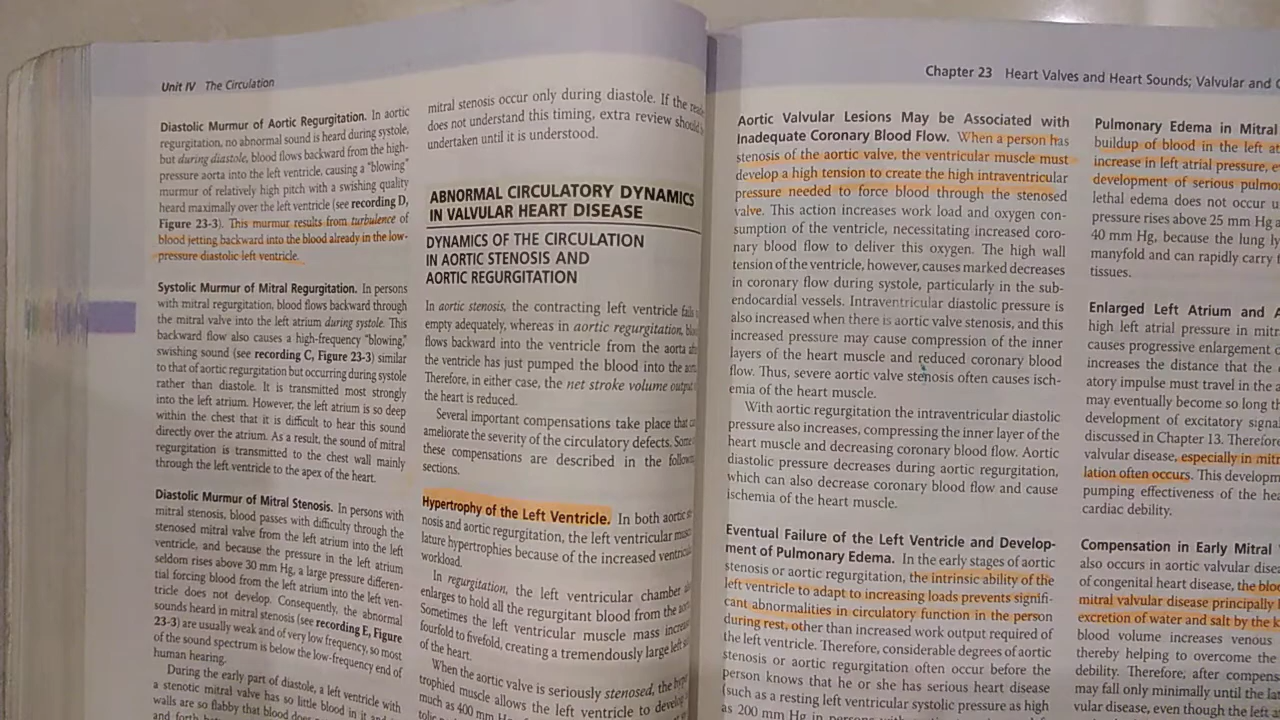 Unit IV The Circulation
Diastolic Murmur of Aortic Regurgitation. In aortic
regurgitation, no abnormal sound is heard during systole,
but during diastole, blood flows backward from the high-
pressure aorta into the left ventricle, causing a "blowing"
murmur of relatively high pitch with a swishing quality
heard maximally over the left ventricle (see recording D,
Figure 23-3). This murmur results from turbulence of
blood jetting backward into the blood already in the low-
pressure diastolic left ventricle.
Systolic Murmur of Mitral Regurgitation. In persons
with mitral regurgitation, blood flows backward through
the mitral valve into the left atrium during systole. This
backward flow also causes a high-frequency "blowing,"
swishing sound (see recording C, Figure 23-3) similar
to that of aortic regurgitation but occurring during systole
rather than diastole. It is transmitted most strongly
into the left atrium. However, the left atrium is so deep
within the chest that it is difficult to hear this sound
directly over the atrium. As a result, the sound of mitral
regurgitation is transmitted to the chest wall mainly
through the left ventricle to the apex of the heart.
Diastolic Murmur of Mitral Stenosis. In persons with
mitral stenosis, blood passes with difficulty through the
stenosed mitral valve from the left atrium into the left
ventricle, and because the pressure in the left atrium
seldom rises above 30 mm Hg, a large pressure differen-
tial forcing blood from the left atrium into the left ven-
tricle does not develop. Consequently, the abnormal
sounds heard in mitral stenosis (see recording E, Figure
23-3) are usually weak and of very low frequency, so most
of the sound spectrum is below the low-frequency end of
human hearing.
During the early part of diastole, a left ventricle with
a stenotic mitral valve has so little blood in it and
walls are so flabby that blood does
and forth
mitral stenosis occur only during diastole. If the
does not understand this timing, extra review should
undertaken until it is understood.
ABNORMAL CIRCULATORY DYNAMICS
IN VALVULAR HEART DISEASE
DYNAMICS OF THE CIRCULATION
IN AORTIC STENOSIS AND
AORTIC REGURGITATION
In aortic stenosis, the contracting left ventricle fails
empty adequately, whereas in aortic regurgitation,
flows backward into the ventricle from the aorta
the ventricle has just pumped the blood into the
Therefore, in either case, the net stroke volume output
the heart is reduced.
Several important compensations take place that
ameliorate the severity of the circulatory defects. Some
these compensations are described in the
sections.
Hypertrophy of the Left Ventricle. In both aortic
nosis and aortic regurgitation, the left ventricular
lature hypertrophies because of the increased
workload.
In regurgitation, the left ventricular chamber
enlarges to hold all the regurgitant blood from the
Sometimes the left ventricular muscle mass
fourfold to fivefold, creating a tremendously large left
of the heart.
When the aortic valve is seriously stenosed, the
trophied muscle allows the left ventricle to
much as 400 mm
Chapter 23 Heart Valves and Heart Sounds; Valvular and
Aortic Valvular Lesions May be Associated with
Inadequate Coronary Blood Flow. When a person has
stenosis of the aortic valve, the ventricular muscle must
develop a high tension to create the high intraventricular
pressure needed to force blood through the stenosed
valve. This action increases work load and oxygen con-
sumption of the ventricle, necessitating increased coro-
nary blood flow to deliver this oxygen. The high wall
tension of the ventricle, however, causes marked decreases
in coronary flow during systole, particularly in the sub-
endocardial vessels. Intraventricular diastolic pressure is
also increased when there is aortic valve stenosis, and this
increased pressure may cause compression of the inner
layers of the heart muscle and reduced coronary blood
flow. Thus, severe aortic valve stenosis often causes isch-
emia of the heart muscle.
With aortic regurgitation the intraventricular diastolic
pressure also increases, compressing the inner layer of the
heart muscle and decreasing coronary blood flow. Aortic
diastolic pressure decreases during aortic regurgitation,
which can also decrease coronary blood flow and cause
ischemia of the heart muscle.
Eventual Failure of the Left Ventricle and Develop-
ment of Pulmonary Edema. In the early stages of aortic
stenosis or aortic regurgitation, the intrinsic ability of the
left ventricle to adapt to increasing loads prevents signifi-
cant abnormalities in circulatory function in the person
during rest, other than increased work output required of
the left ventricle. Therefore, considerable degrees of aortic
stenosis or aortic regurgitation often occur before the
person knows that he or she has serious heart disease
(such as a resting left ventricular systolic pressure as high
as 200 mm Hg in persons
Pulmonary Edema in Mitral
buildup of blood in the left
increase in left atrial pressure,
development of serious
lethal edema does not occur
pressure rises above 25 mm Hg
40 mm Hg, because the lung
manyfold and can rapidly carry
tissues.
Enlarged Left Atrium and
high left atrial pressure in
causes progressive enlargement
increases the distance that the
atory impulse must travel in the
may eventually become so long
development of excitatory
discussed in Chapter 13.
valvular disease, especially in
lation often occurs. This
pumping effectiveness of the
cardiac debility.
Compensation in Early Mitral
also occurs in aortic valvular
of congenital heart disease, the
mitral valvular disease principally
excretion of water and salt by the
blood volume increases venous
thereby helping to overcome the
debility. Therefore, after
may fall only minimally until the
vular disease, even though the left